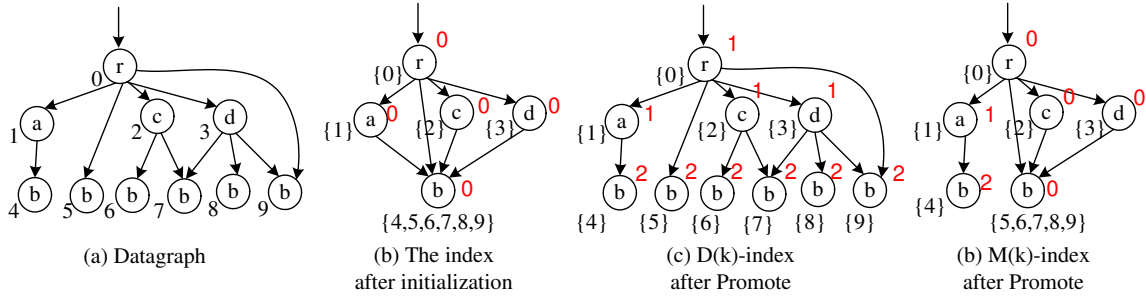 r
0
a
1
c
2
d
3
b
4
b
5
b
6
b
7
b
8
b
9
(a) Datagraph
r
0
{0}
a
0
{1}
c
0
{2}
d
0
{3}
b
0
{4,5,6,7,8,9}
(b) The index
after initialization
r
1
{0}
a
1
{1}
c
1
{2}
d
1
{3}
b
2
{4}
b
2
{5}
b
2
{6}
b
2
{7}
b
2
{8}
b
2
{9}
(c) D(k)-index
after Promote
r
0
{0}
a
1
{1}
c
0
{2}
d
0
{3}
b
2
{4}
b
0
{5,6,7,8,9}
(b) M(k)-index
after Promote